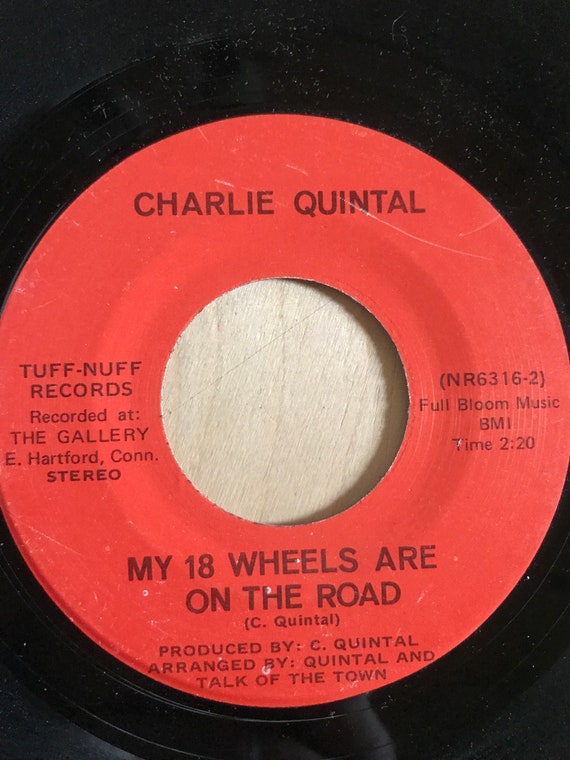 CHARLIE QUINTAL
TUFF-NUFF
RECORDS
Recorded at:
THE GALLERY
E. Hartford, Conn.
STEREO
(NR6316-2)
Full Bloom Music
BMI
Time 2:20
MY 18 WHEELS ARE
ON THE ROAD
(C. Quintal)
PRODUCED BY: C. QUINTAL
ARRANGED BY: QUINTAL AND
TALK OF THE TOWN